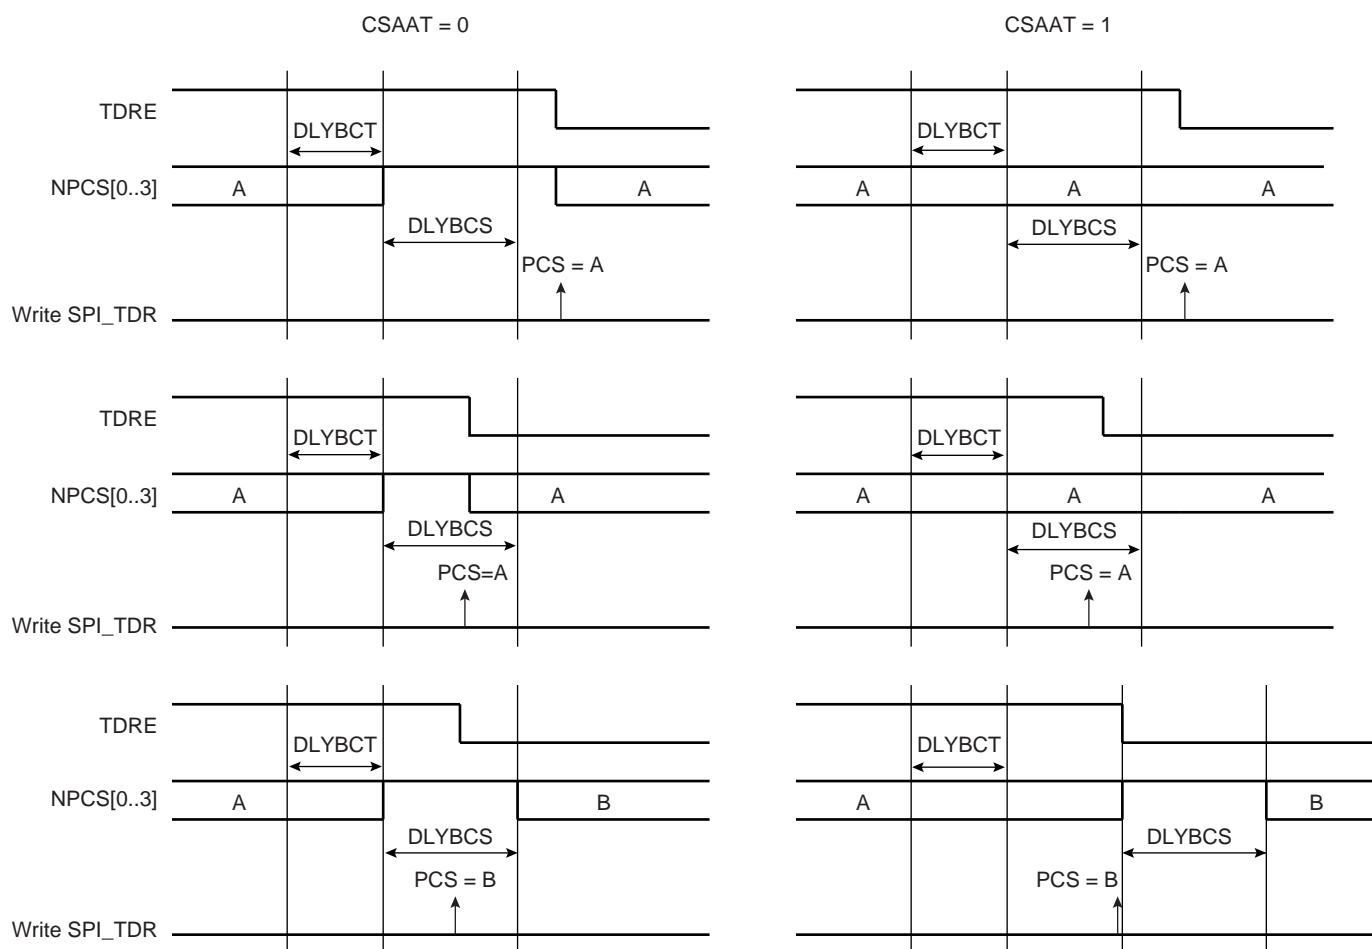 CSAAT = 0
CSAAT = 1
TDRE
DLYBCT
DLYBCT
NPCS[0..3]
A
A
A
A
A
DLYBCS
DLYBCS
PCS = A
PCS = A
Write SPI_TDR
TDRE
DLYBCT
DLYBCT
NPCS[0..3]
A
A
A
A
A
DLYBCS
DLYBCS
PCS=A
PCS = A
Write SPI_TDR
TDRE
DLYBCT
DLYBCT
NPCS[0..3]
A
B
A
B
DLYBCS
DLYBCS
PCS = B
PCS = B
Write SPI_TDR